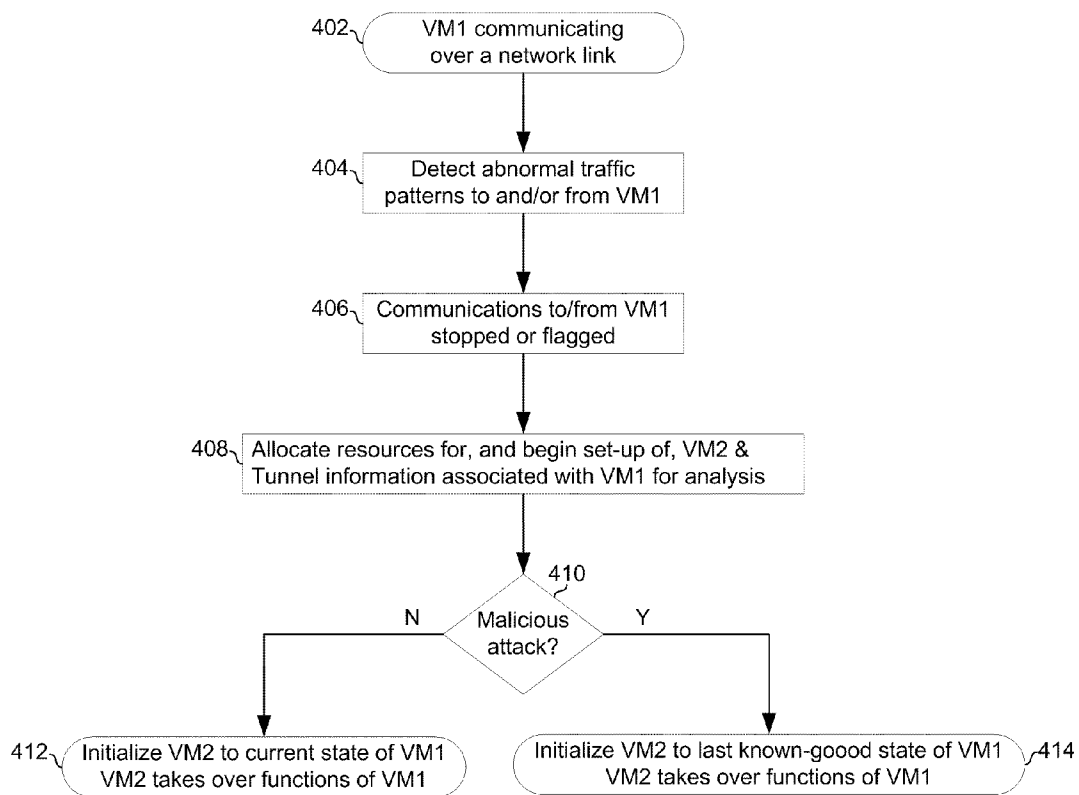 402
VM1 communicating
over a network link
404
Detect abnormal traffic
patterns to and/or from VM1
406
Communications to/from VM1
stopped or flagged
408
Allocate resources for, and begin set-up of, VM2 &
Tunnel information associated with VM1 for analysis
410
Malicious
attack?
N
Y
412
Initialize VM2 to current state of VM1
VM2 takes over functions of VM1
Initialize VM2 to last known-goood state of VM1
VM2 takes over functions of VM1
414